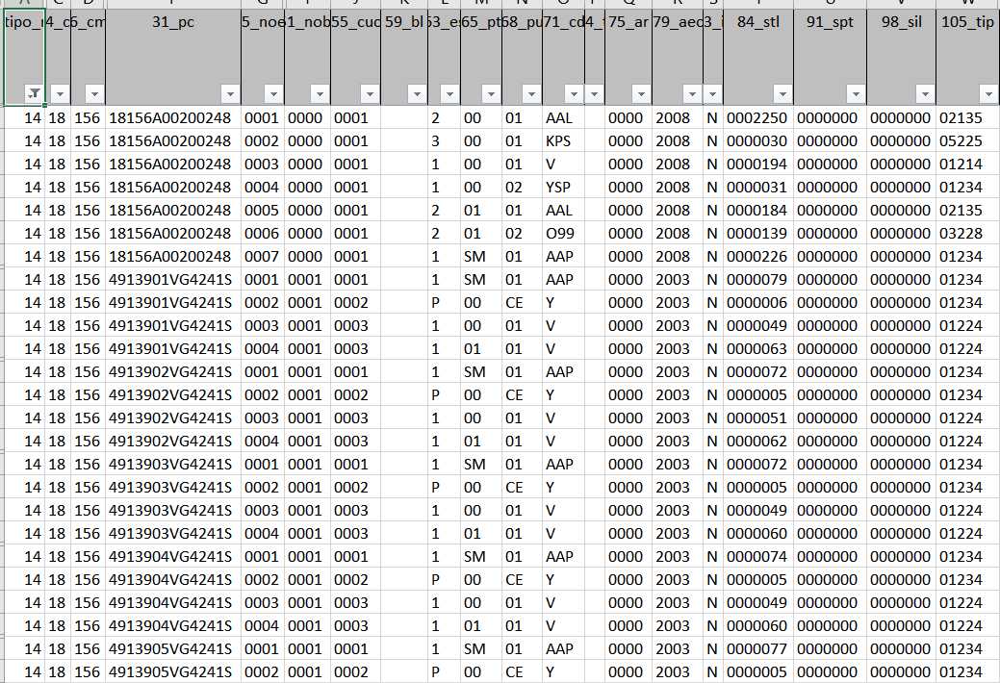 tipo_r 4_c 6_cm 31_pc 5_noe 1_nob 55_cuc 59_bl 63_es 65_pt 68_pu 71_cd 4_ 75_ar 79_aec 3_i 84_stl 91_spt 98_sil 105_tip
14 18 156 18156A00200248 0001 0000 0001 2 00 01 AAL 0000 2008 N 0002250 0000000 0000000 02135
14 18 156 18156A00200248 0002 0000 0001 3 00 01 KPS 0000 2008 N 0000030 0000000 0000000 05225
14 18 156 18156A00200248 0003 0000 0001 1 00 01 V 0000 2008 N 0000194 0000000 0000000 01214
14 18 156 18156A00200248 0004 0000 0001 1 00 02 YSP 0000 2008 N 0000031 0000000 0000000 01234
14 18 156 18156A00200248 0005 0000 0001 2 01 01 AAL 0000 2008 N 0000184 0000000 0000000 02135
14 18 156 18156A00200248 0006 0000 0001 2 01 02 O99 0000 2008 N 0000139 0000000 0000000 03228
14 18 156 18156A00200248 0007 0000 0001 1 SM 01 AAP 0000 2008 N 0000226 0000000 0000000 01234
14 18 156 4913901VG4241S 0001 0001 0001 1 SM 01 AAP 0000 2003 N 0000079 0000000 0000000 01234
14 18 156 4913901VG4241S 0002 0001 0002 P 00 CE Y 0000 2003 N 0000006 0000000 0000000 01234
14 18 156 4913901VG4241S 0003 0001 0003 1 00 01 V 0000 2003 N 0000049 0000000 0000000 01224
14 18 156 4913901VG4241S 0004 0001 0003 1 01 01 V 0000 2003 N 0000063 0000000 0000000 01224
14 18 156 4913902VG4241S 0001 0001 0001 1 SM 01 AAP 0000 2003 N 0000072 0000000 0000000 01234
14 18 156 4913902VG4241S 0002 0001 0002 P 00 CE Y 0000 2003 N 0000005 0000000 0000000 01234
14 18 156 4913902VG4241S 0003 0001 0003 1 00 01 V 0000 2003 N 0000051 0000000 0000000 01224
14 18 156 4913902VG4241S 0004 0001 0003 1 01 01 V 0000 2003 N 0000062 0000000 0000000 01224
14 18 156 4913903VG4241S 0001 0001 0001 1 SM 01 AAP 0000 2003 N 0000072 0000000 0000000 01234
14 18 156 4913903VG4241S 0002 0001 0002 P 00 CE Y 0000 2003 N 0000005 0000000 0000000 01234
14 18 156 4913903VG4241S 0003 0001 0003 1 00 01 V 0000 2003 N 0000049 0000000 0000000 01224
14 18 156 4913903VG4241S 0004 0001 0003 1 01 01 V 0000 2003 N 0000060 0000000 0000000 01224
14 18 156 4913904VG4241S 0001 0001 0001 1 SM 01 AAP 0000 2003 N 0000074 0000000 0000000 01234
14 18 156 4913904VG4241S 0002 0001 0002 P 00 CE Y 0000 2003 N 0000005 0000000 0000000 01234
14 18 156 4913904VG4241S 0003 0001 0003 1 00 01 V 0000 2003 N 0000049 0000000 0000000 01224
14 18 156 4913904VG4241S 0004 0001 0003 1 01 01 V 0000 2003 N 0000060 0000000 0000000 01224
14 18 156 4913905VG4241S 0001 0001 0001 1 SM 01 AAP 0000 2003 N 0000077 0000000 0000000 01234
14 18 156 4913905VG4241S 0002 0001 0002 P 00 CE Y 0000 2003 N 0000005 0000000 0000000 01234